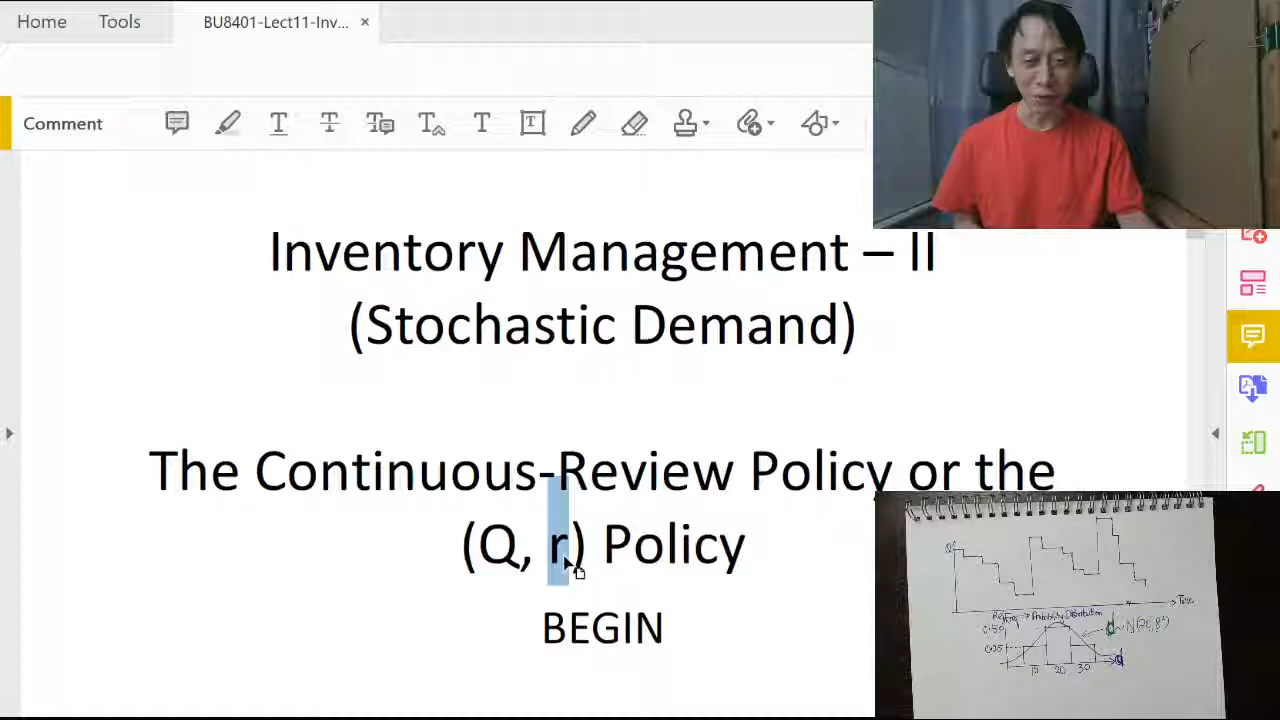 Home Tools BU8401-Lect11-Inv... ×
Comment
Inventory Management – II
(Stochastic Demand)
The Continuous-Review Policy or the
(Q, r) Policy
BEGIN
Time
Probability Distribution
0.50
0.25
10 20 30